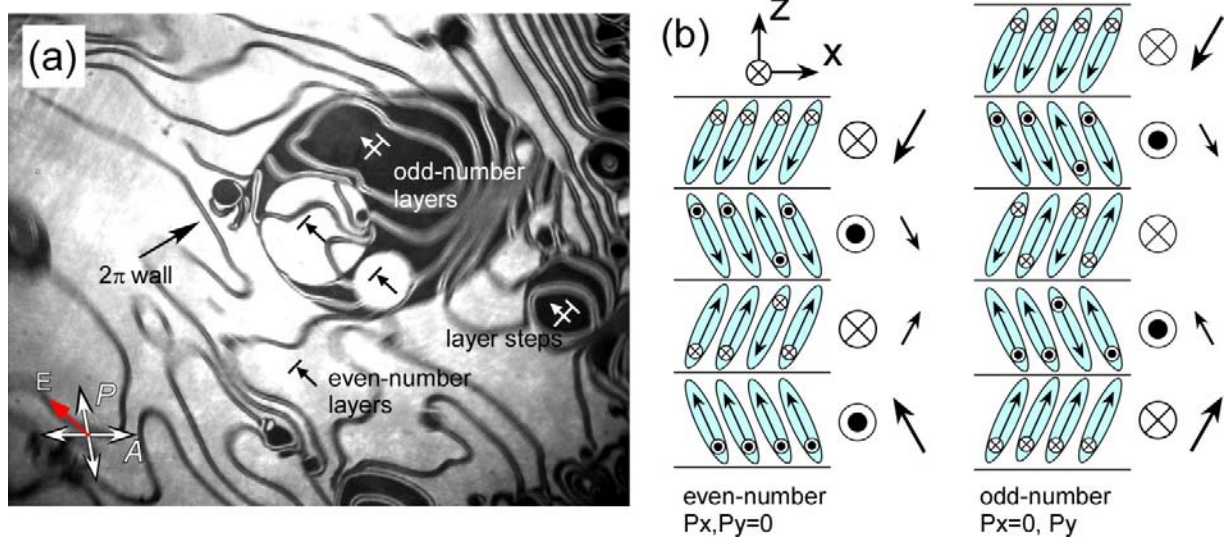 (a)
odd-number
layers
2π wall
layer steps
even-number
layers
E
P
A
(b)
z
x
even-number
Px,Py=0
odd-number
Px=0, Py